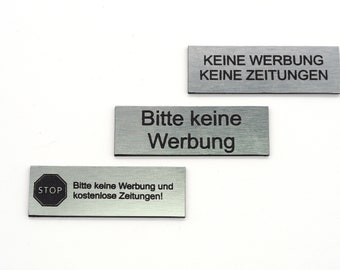 KEINE WERBUNG
KEINE ZEITUNGEN
Bitte keine
Werbung
STOP
Bitte keine Werbung und
kostenlose Zeitungen!